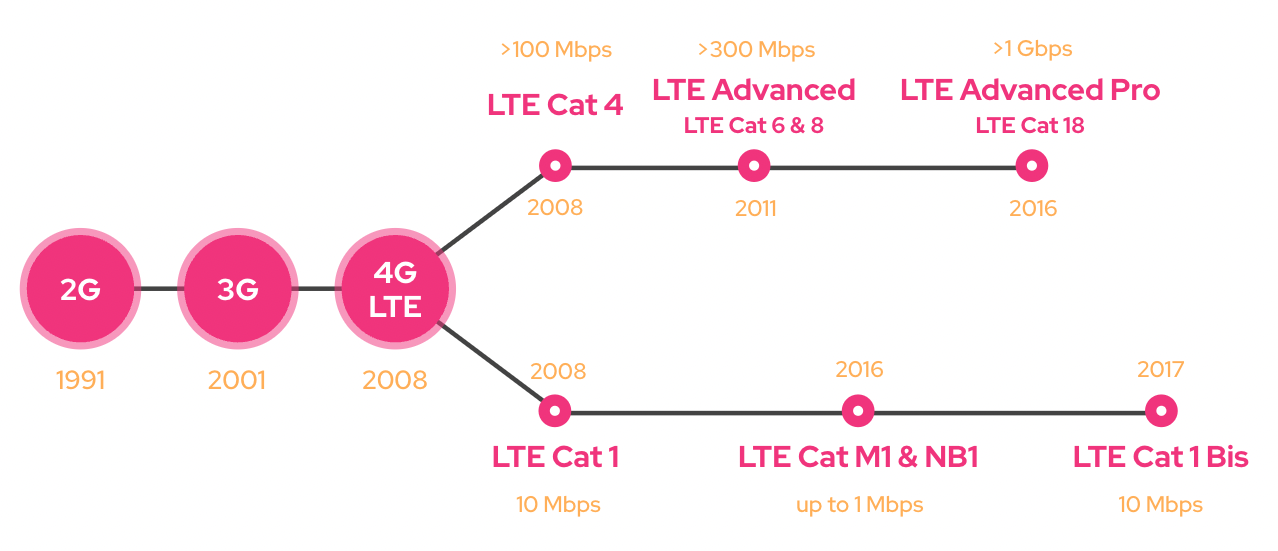 >100 Mbps
>300 Mbps
>1 Gbps
LTE Cat 4
LTE Advanced
LTE Cat 6 & 8
LTE Advanced Pro
LTE Cat 18
2008
2011
2016
2G
3G
4G
LTE
1991
2001
2008
2008
2016
2017
LTE Cat 1
LTE Cat M1 & NB1
LTE Cat 1 Bis
10 Mbps
up to 1 Mbps
10 Mbps